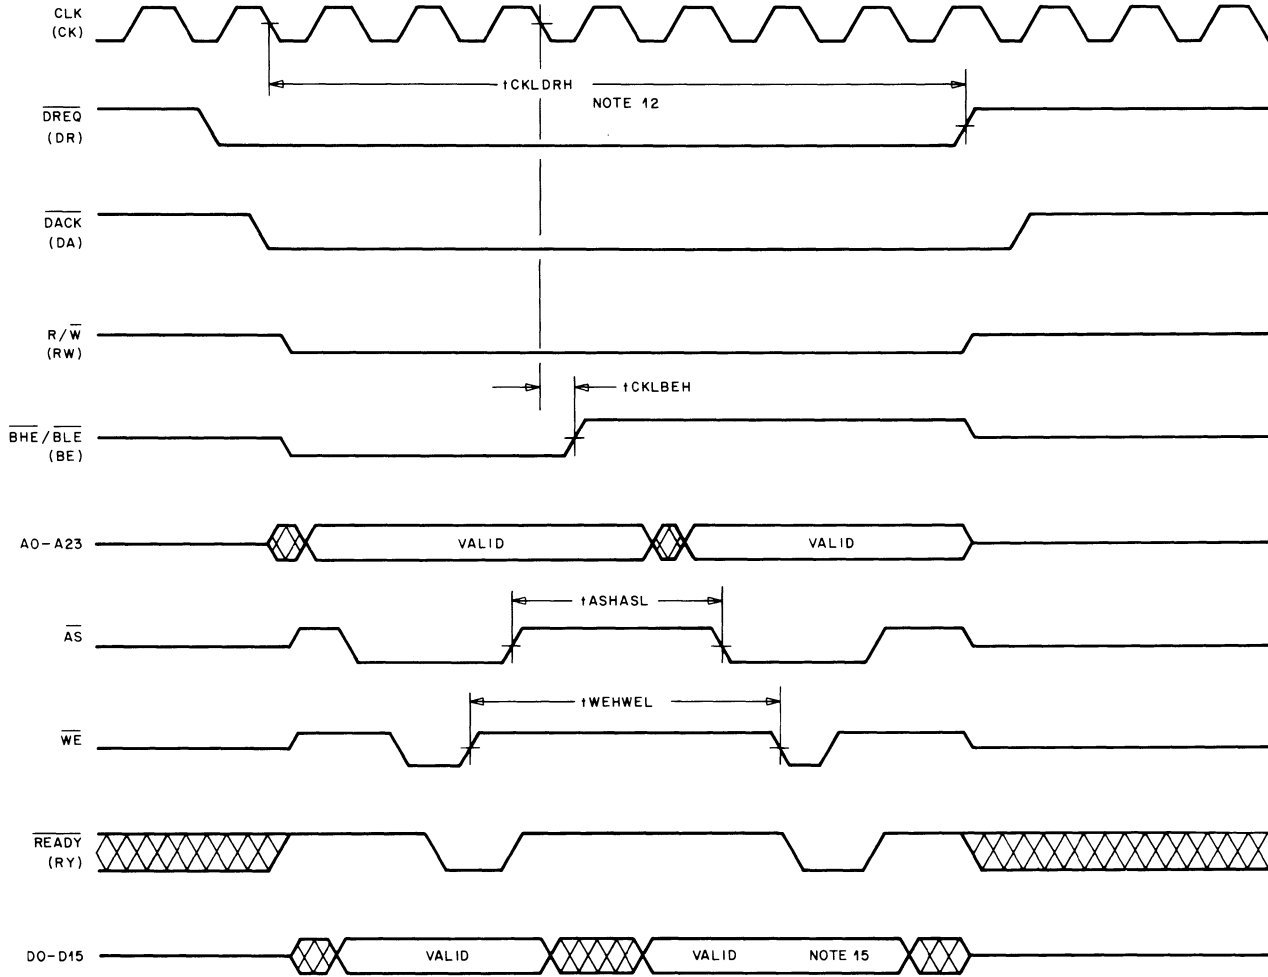 CLK
(CK)
tCKLDRH
NOTE 12
DREQ
(DR)
DACK
(DA)
R/W
(RW)
tCKLBEH
BHE/BLE
(BE)
A0-A23
VALID
VALID
tASHASL
AS
tWEHWEL
WE
READY
(RY)
D0-D15
VALID
VALID
NOTE 15